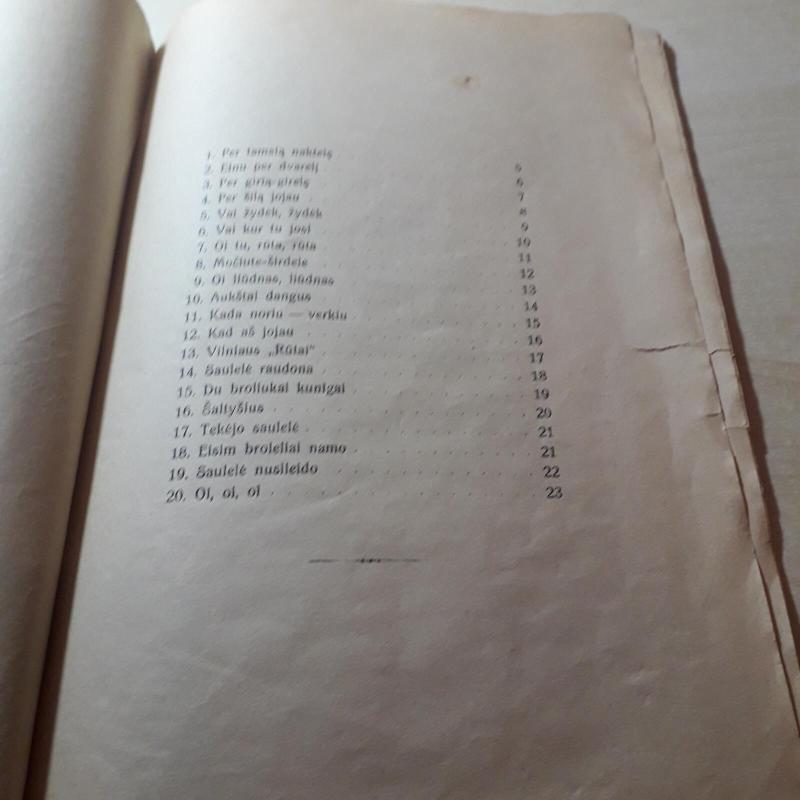 1. Per tamsią naktelę 5
2. Einu per dvarelį 6
3. Per girią-girelę 7
4. Per šilą jojau 8
5. Vai žydėk, žydėk 9
6. Vai kur tu josi 10
7. Oi tu, rūta, rūta 11
8. Močiute-širdele 12
9. Oi liūdnas, liūdnas 13
10. Aukštai dangus 14
11. Kada noriu — verkiu 15
12. Kad aš jojau 16
13. Vilniaus „Rūtai" 17
14. Saulelė raudona 18
15. Du broliukai kunigai 19
16. Šaltyšius 20
17. Tekėjo saulelė 21
18. Eisim broleliai namo 21
19. Saulelė nusileido 22
20. Oi, oi, oi 23